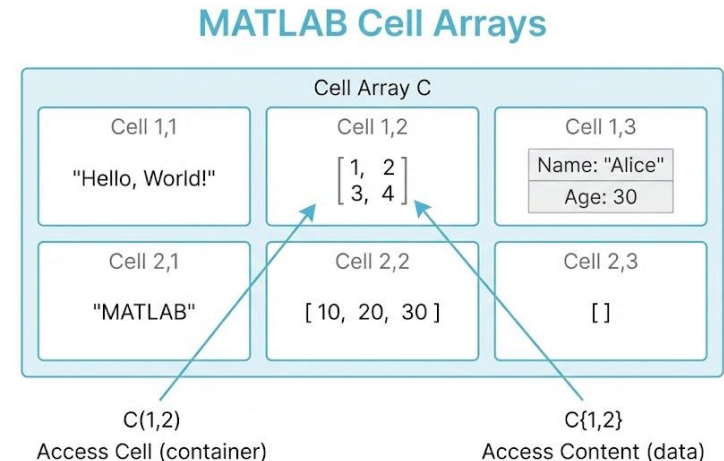 MATLAB Cell Arrays
Cell Array C
Cell 1,1
"Hello, World!"
Cell 1,2
[1, 2
3, 4]
Cell 1,3
Name: "Alice"
Age: 30
Cell 2,1
"MATLAB"
Cell 2,2
[10, 20, 30]
Cell 2,3
[]
C(1,2)
Access Cell (container)
C{1,2}
Access Content (data)